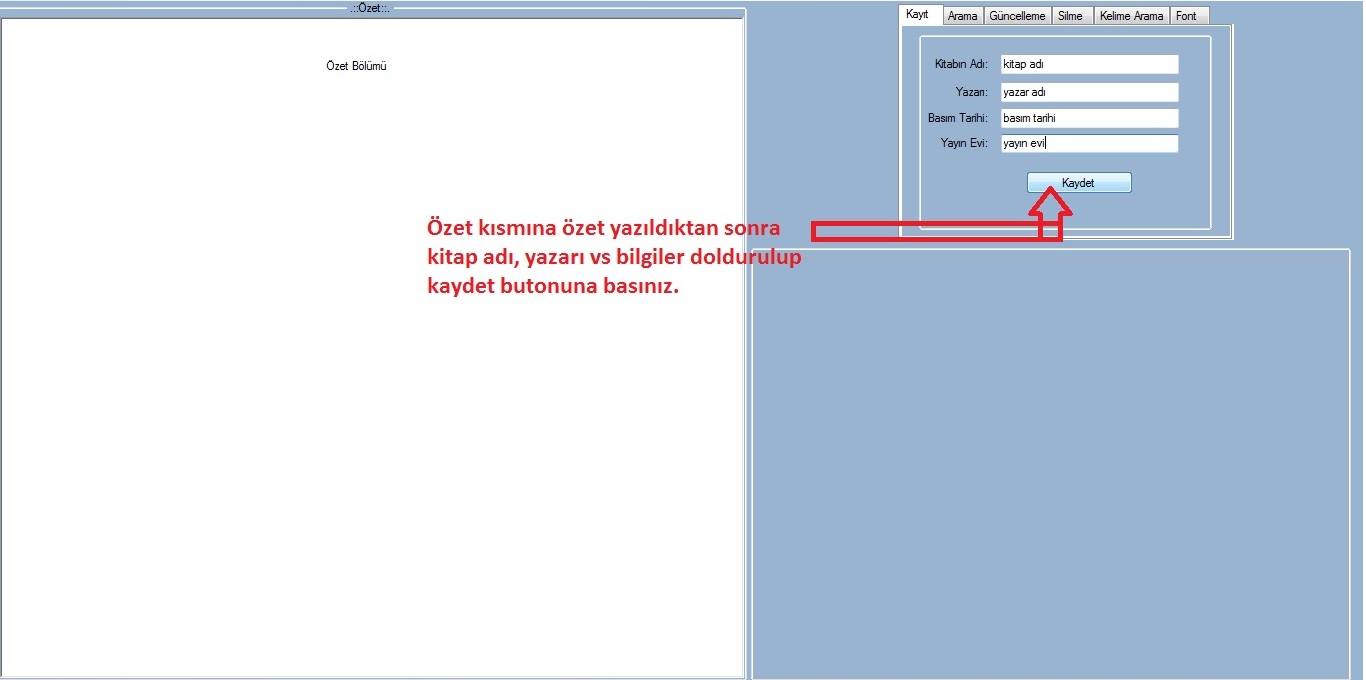 .::Özet::.
Özet Bölümü
Kayıt Arama Güncelleme Silme Kelime Arama Font
Kitabın Adı: kitap adı
Yazarı: yazar adı
Basım Tarihi: basım tarihi
Yayın Evi: yayın evi
Kaydet
Özet kısmına özet yazıldıktan sonra
kitap adı, yazarı vs bilgiler doldurulup
kaydet butonuna basınız.